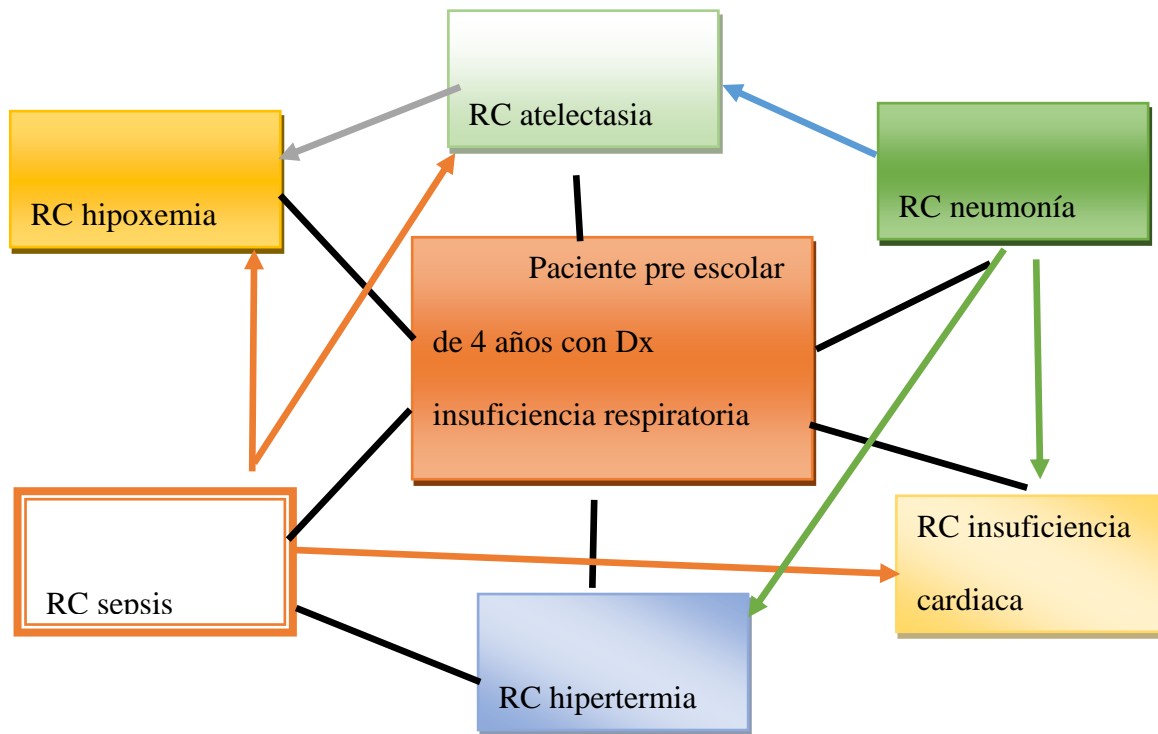 RC atelectasia
RC hipoxemia
RC neumonía
Paciente pre escolar
de 4 años con Dx
insuficiencia respiratoria
RC insuficiencia
cardiaca
RC sepsis
RC hipertermia